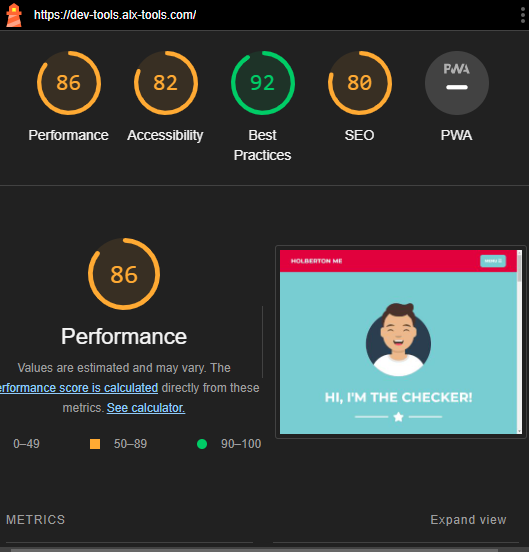 https://dev-tools.alx-tools.com/
86
82
92
80
PWA
Performance
Accessibility
Best
Practices
SEO
PWA
86
Performance
Values are estimated and may vary. The
erformance score is calculated directly from these
metrics. See calculator.
0–49
50–89
90–100
HOLBERTON ME
HI, I'M THE CHECKER!
METRICS
Expand view